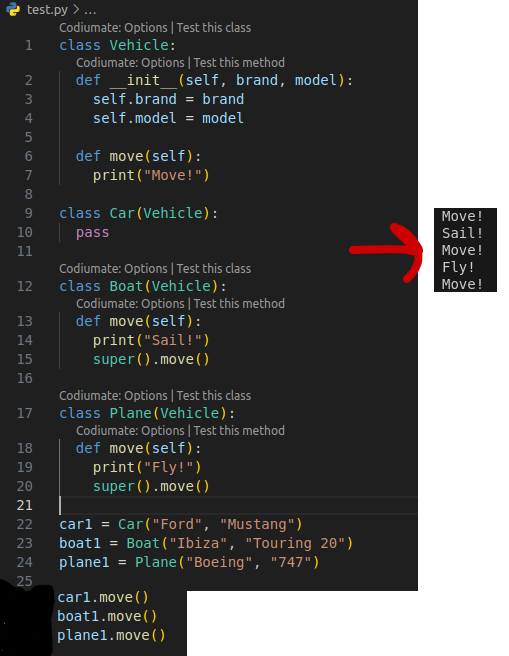 test.py > ...
Codiumate: Options | Test this class
1 class Vehicle:
Codiumate: Options | Test this method
2 def __init__(self, brand, model):
3 self.brand = brand
4 self.model = model
5
6 def move(self):
7 print("Move!")
8
9 class Car(Vehicle):
10 pass
11
Codiumate: Options | Test this class
12 class Boat(Vehicle):
Codiumate: Options | Test this method
13 def move(self):
14 print("Sail!")
15 super().move()
16
Codiumate: Options | Test this class
17 class Plane(Vehicle):
Codiumate: Options | Test this method
18 def move(self):
19 print("Fly!")
20 super().move()
21
22 car1 = Car("Ford", "Mustang")
23 boat1 = Boat("Ibiza", "Touring 20")
24 plane1 = Plane("Boeing", "747")
25
car1.move()
boat1.move()
plane1.move()
Move!
Sail!
Move!
Fly!
Move!